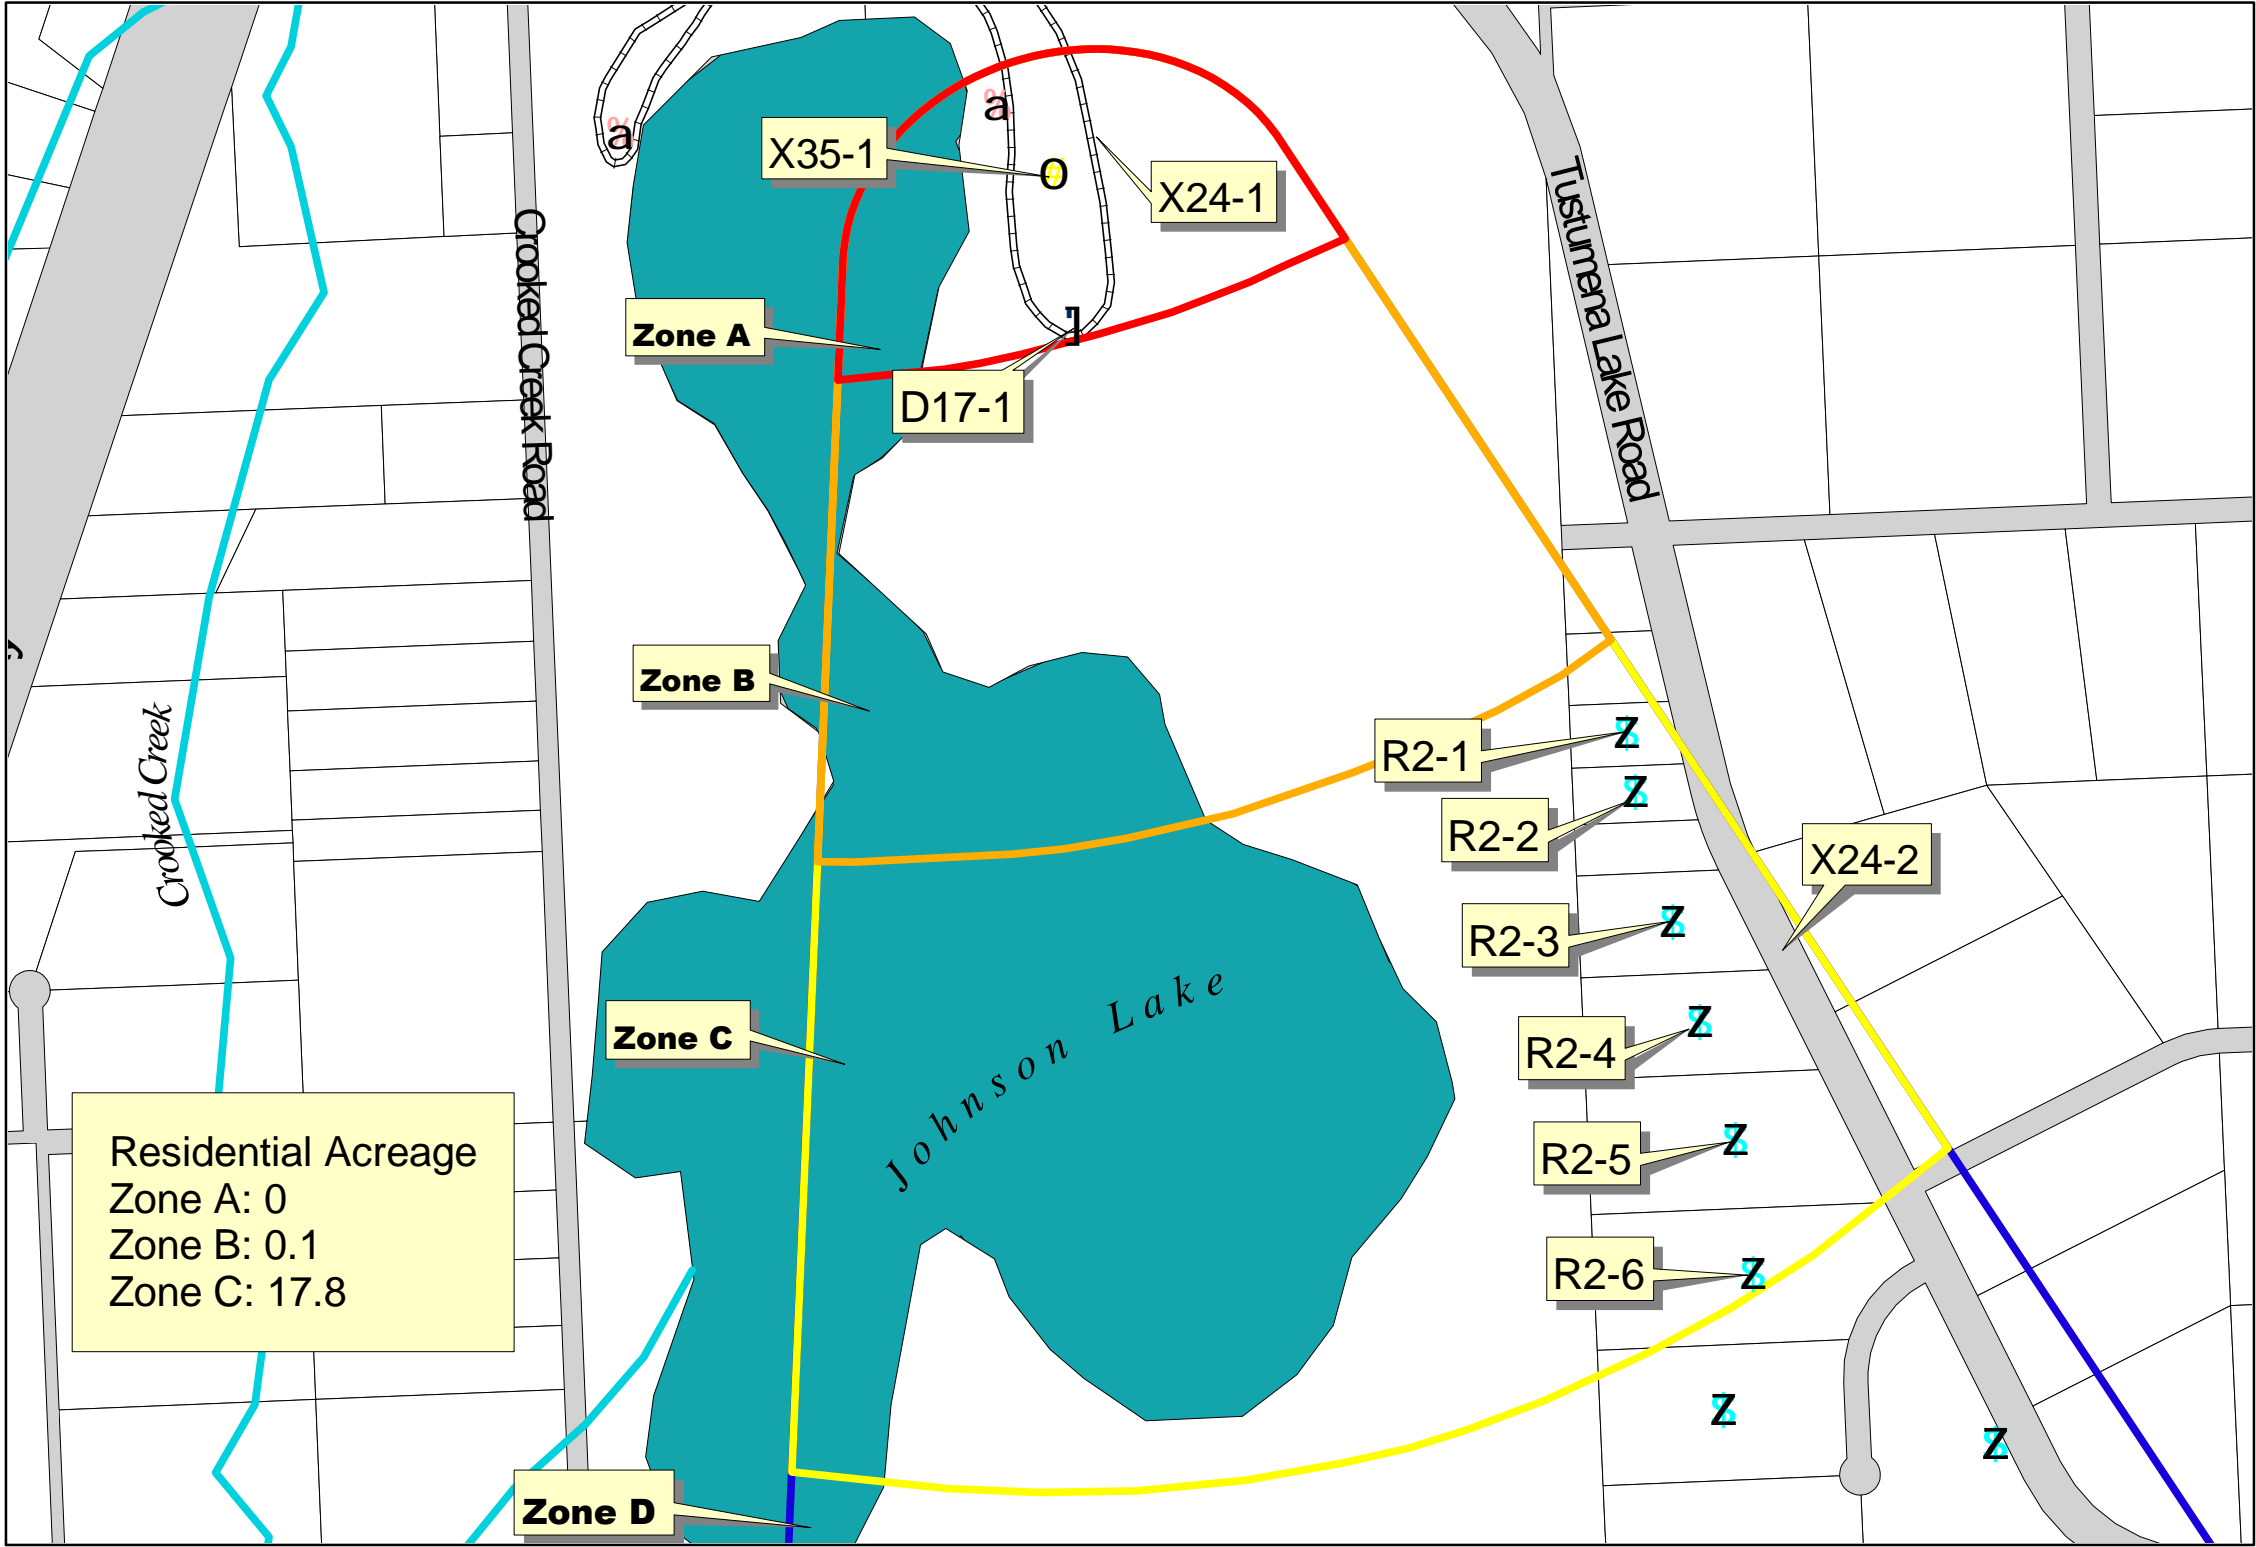 a
a
X35-1
o
X24-1
Tustumena Lake Road
Crooked Creek Road
Zone A
]
D17-1
y
Zone B
Crooked Creek
R2-1
z
R2-2
z
X24-2
R2-3
z
Johnson Lake
Zone C
R2-4
z
R2-5
z
Residential Acreage
Zone A: 0
Zone B: 0.1
Zone C: 17.8
R2-6
z
z
z
Zone D